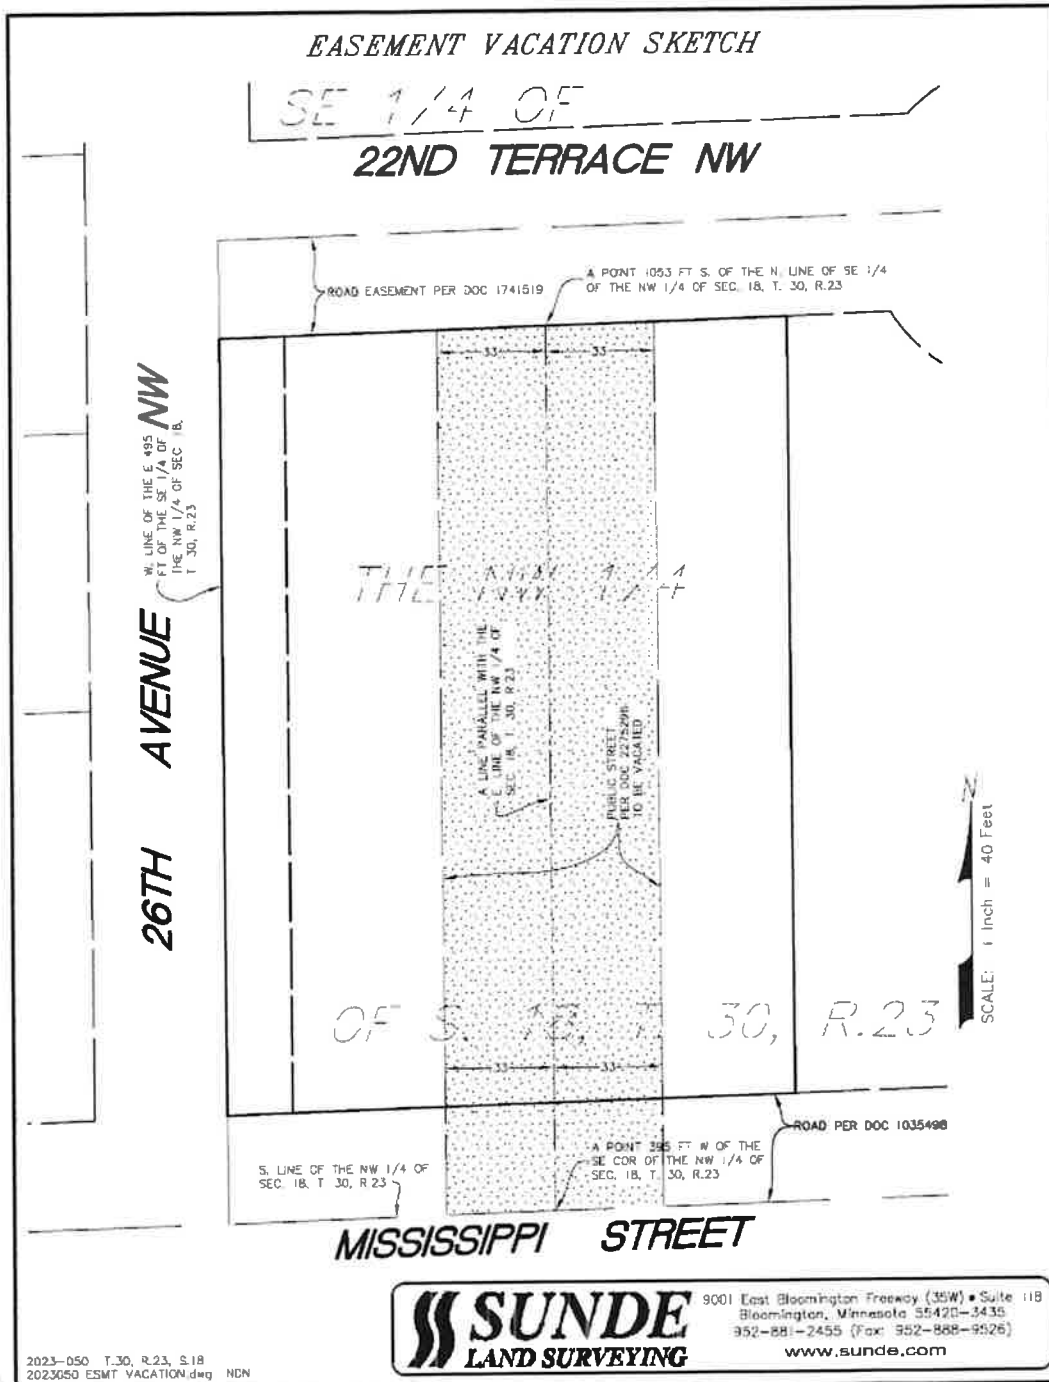 EASEMENT VACATION SKETCH
SE 1/4 OF
22ND TERRACE NW
A POINT 1053 FT S. OF THE N. LINE OF SE 1/4
OF THE NW 1/4 OF SEC. 18, T. 30, R.23
ROAD EASEMENT PER DOC 1741519
33
33
W. LINE OF THE E 495
FT OF THE SE 1/4 OF
THE NW 1/4 OF SEC 18,
T 30, R.23
26TH AVENUE NW
THE NW 1/4
A LINE PARALLEL WITH THE
E LINE OF THE NW 1/4 OF
SEC 18, T. 30, R.23
PUBLIC STREET
PER DOC 2275296
TO BE VACATED
N
SCALE: 1 Inch = 40 Feet
OF S. 18, T. 30, R.23
33
33
ROAD PER DOC 1035498
A POINT 395 FT W OF THE
SE COR OF THE NW 1/4 OF
SEC. 18, T. 30, R.23
S. LINE OF THE NW 1/4 OF
SEC. 18, T 30, R 23
MISSISSIPPI STREET
SUNDE
LAND SURVEYING
9001 East Bloomington Freeway (35W) • Suite 118
Bloomington, Minnesota 55420-3435
952-881-2455 (Fax: 952-888-9526)
www.sunde.com
2023-050 T.30, R.23, S.18
2023050 ESMT VACATION.dwg NDN